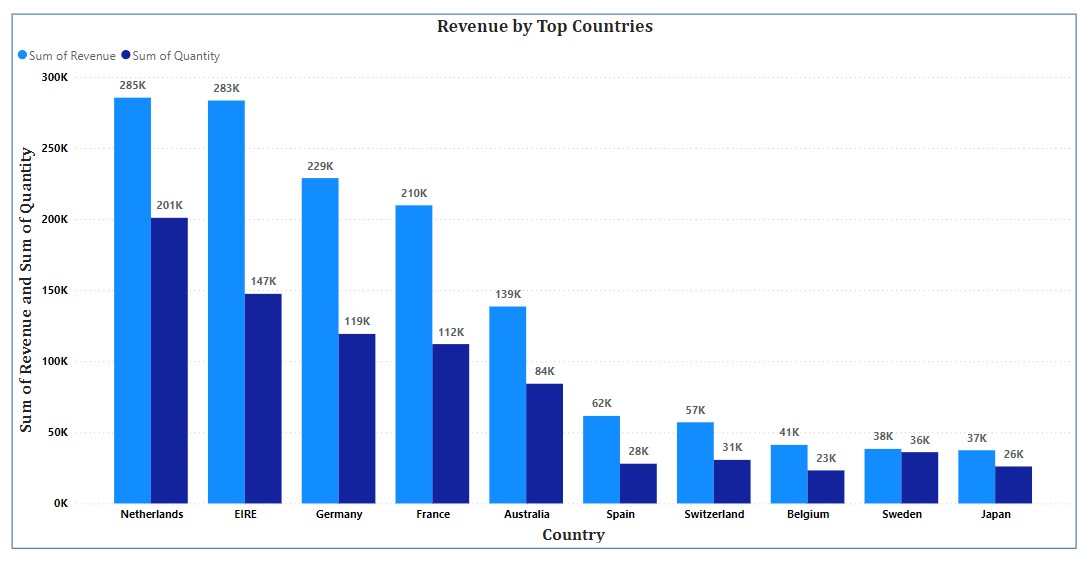 Revenue by Top Countries
Sum of Revenue Sum of Quantity
300K
250K
200K
150K
100K
50K
0K
Sum of Revenue and Sum of Quantity
285K 201K
283K 147K
229K 119K
210K 112K
139K 84K
62K 28K
57K 31K
41K 23K
38K 36K
37K 26K
Netherlands EIRE Germany France Australia Spain Switzerland Belgium Sweden Japan
Country